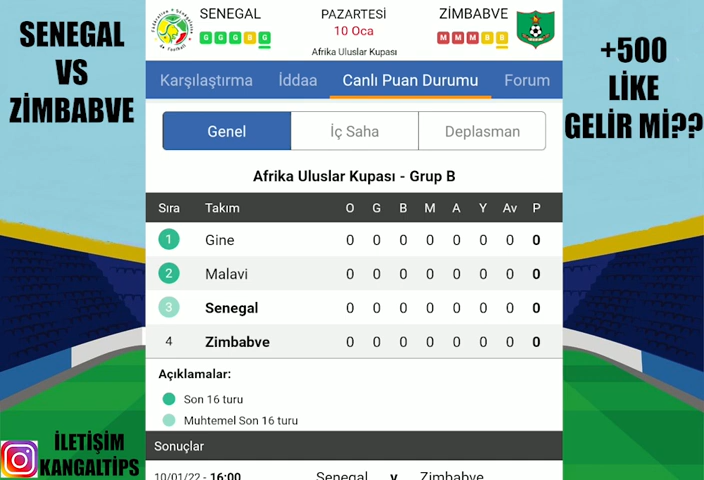 SENEGAL
VS
ZİMBABVE
SENEGAL
G G G B G
PAZARTESİ
10 Oca
Afrika Uluslar Kupası
ZİMBABVE
M M M B B
+500
LİKE
GELİR Mİ??
Karşılaştırma İddaa Canlı Puan Durumu Forum
Genel İç Saha Deplasman
Afrika Uluslar Kupası - Grup B
Sıra Takım O G B M A Y Av P
1 Gine 0 0 0 0 0 0 0 0
2 Malavi 0 0 0 0 0 0 0 0
3 Senegal 0 0 0 0 0 0 0 0
4 Zimbabve 0 0 0 0 0 0 0 0
Açıklamalar:
Son 16 turu
Muhtemel Son 16 turu
Sonuçlar
10/01/22 - 16:00 Senegal v Zimbabve
İLETİŞİM
KANGALTİPS